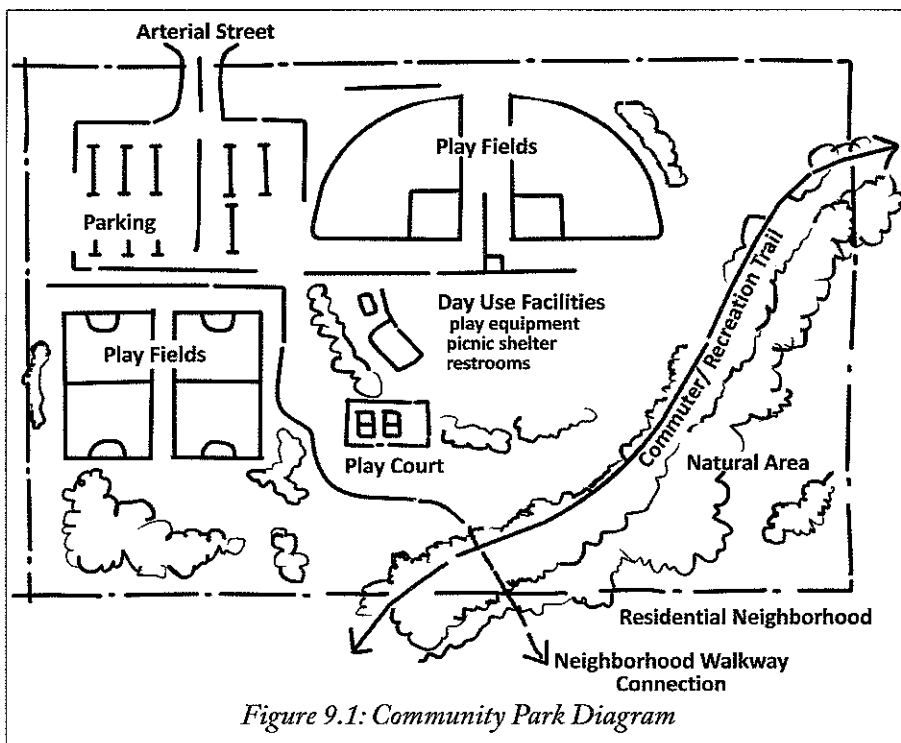 Arterial Street
Play Fields
Parking
Day Use Facilities
play equipment
picnic shelter
restrooms
Play Fields
Commuter/ Recreation Trail
Play Court
Natural Area
Residential Neighborhood
Neighborhood Walkway
Connection
Figure 9.1: Community Park Diagram